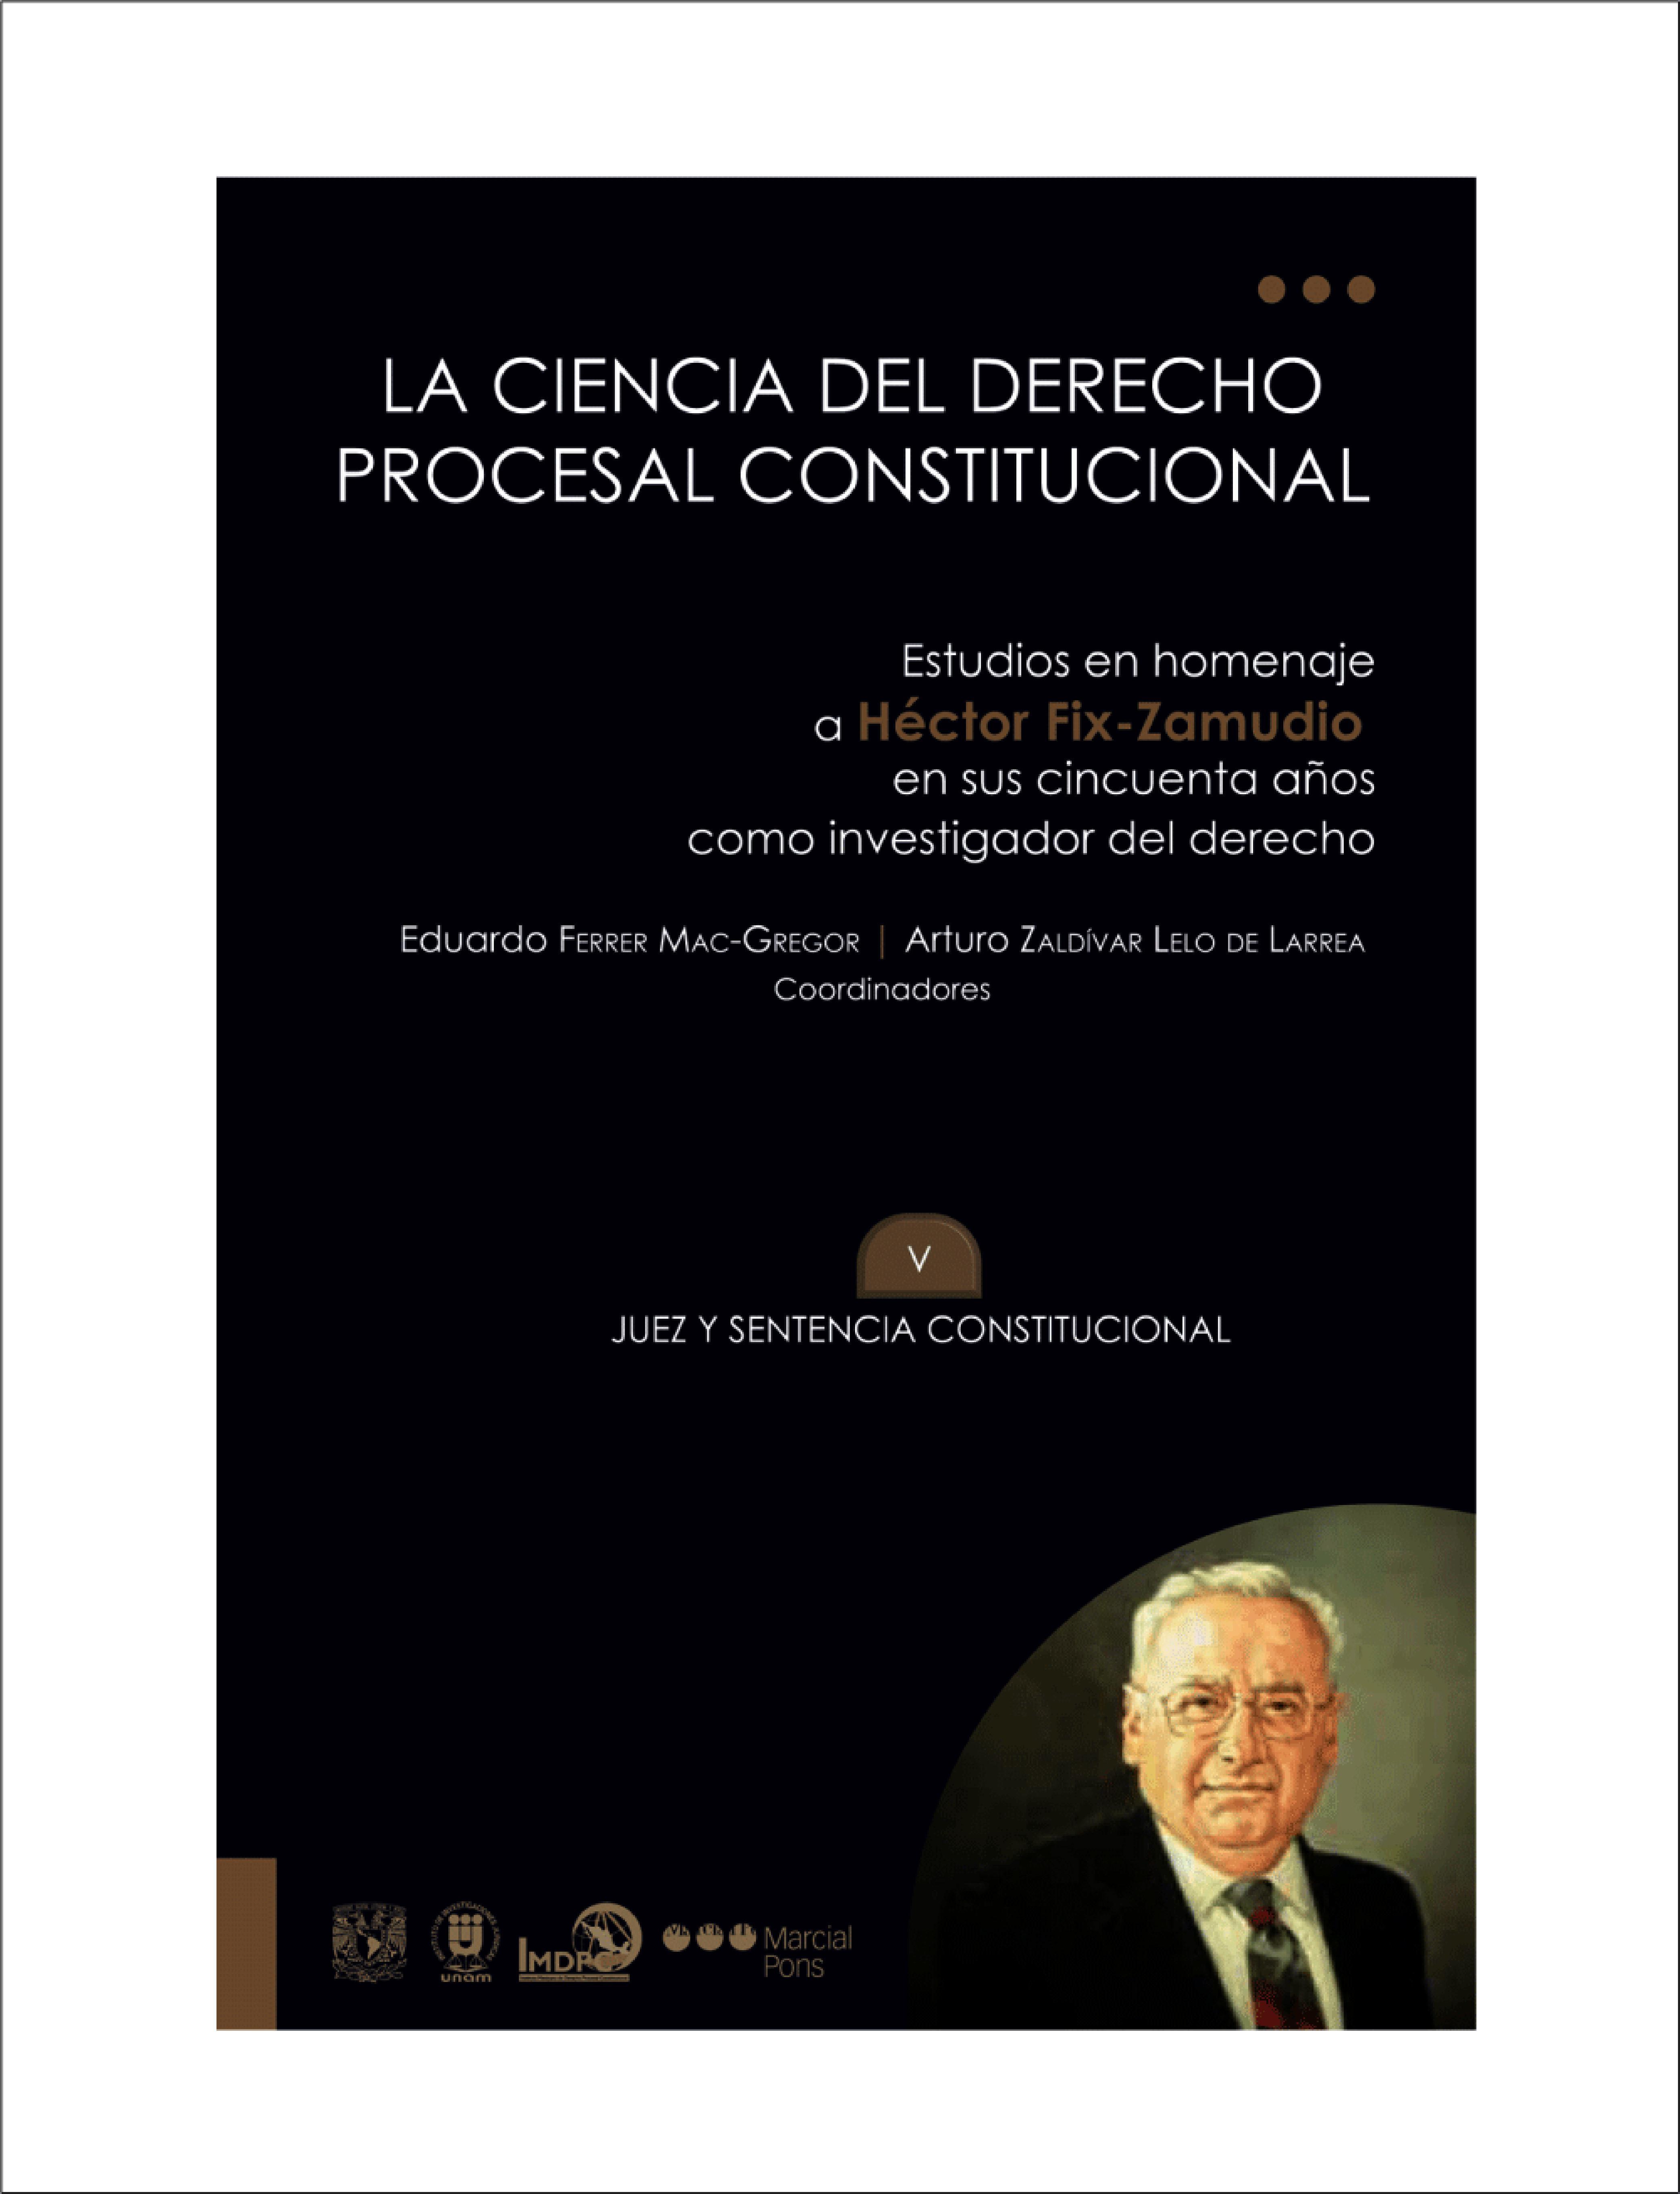 LA CIENCIA DEL DERECHO
PROCESAL CONSTITUCIONAL
Estudios en homenaje
a Héctor Fix-Zamudio
en sus cincuenta años
como investigador del derecho
Eduardo FERRER MAC-GREGOR | Arturo ZALDÍVAR LELO DE LARREA
Coordinadores
V
JUEZ Y SENTENCIA CONSTITUCIONAL
unam
IMDPC
Marcial
Pons